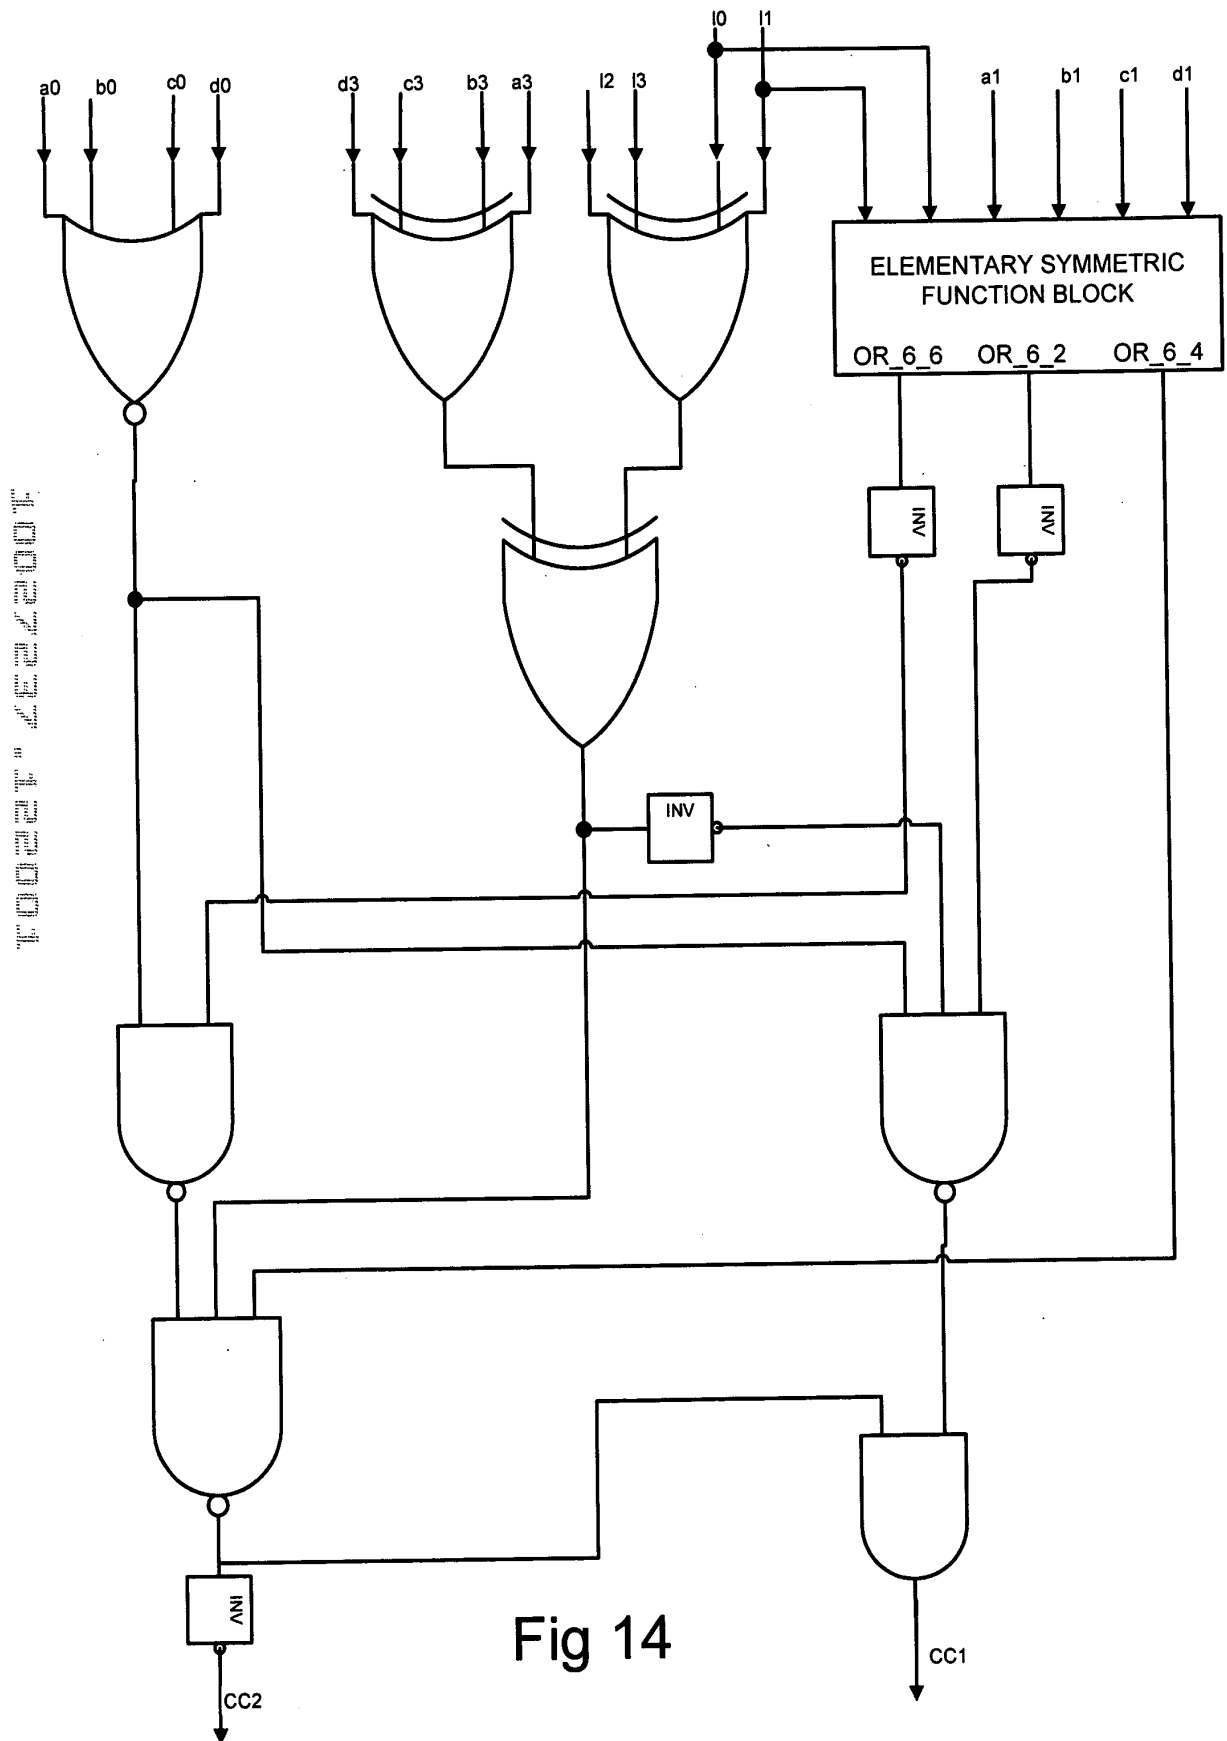 I0 I1
a0 b0 c0 d0 d3 c3 b3 a3 I2 I3 a1 b1 c1 d1
ELEMENTARY SYMMETRIC
FUNCTION BLOCK
OR_6_6 OR_6_2 OR_6_4
INV INV
INV
INV
Fig 14
CC1
CC2